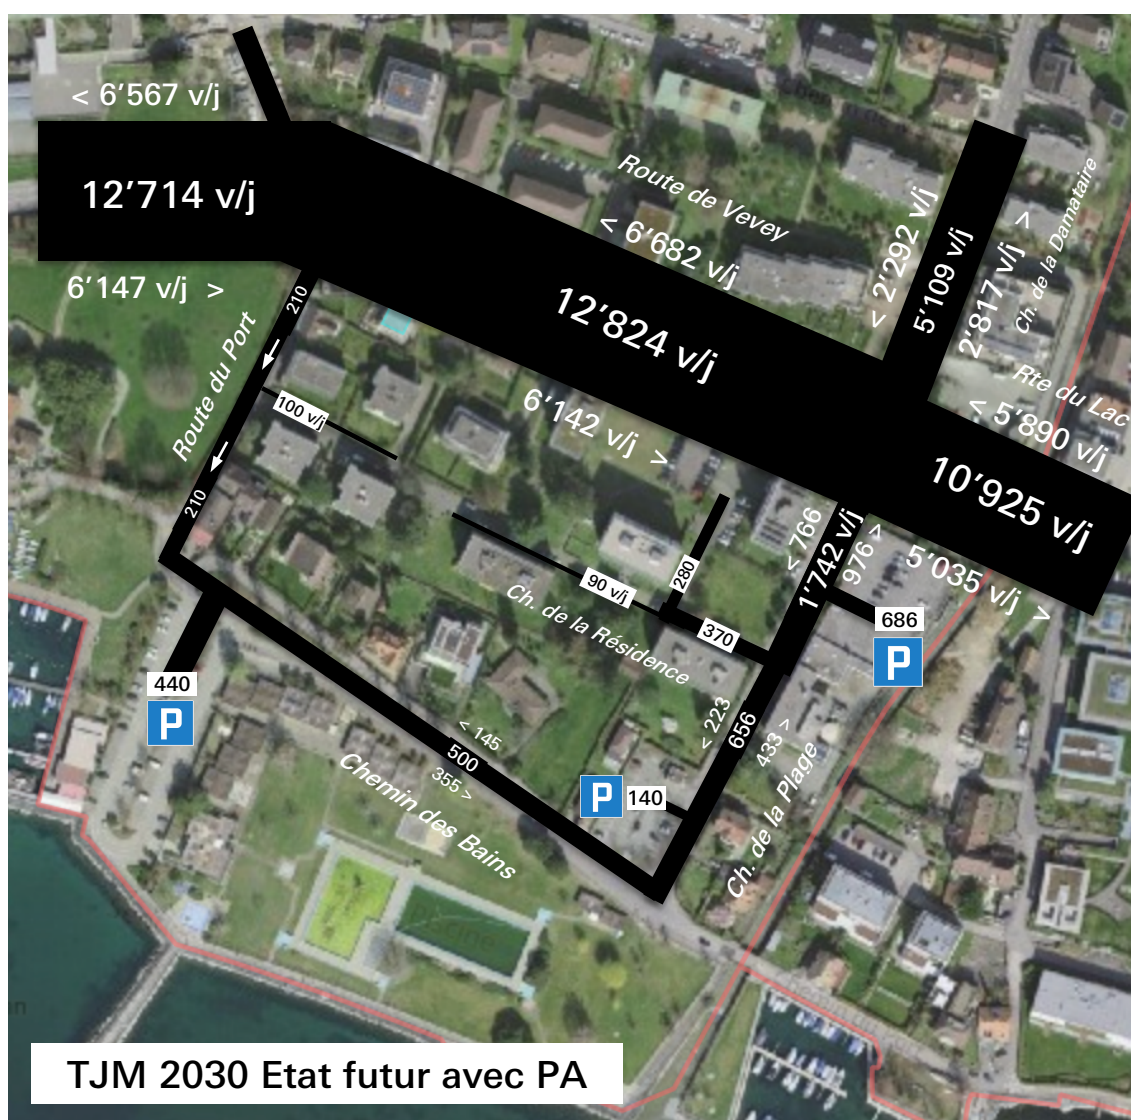 < 6’567 v/j
12’714 v/j
6’147 v/j >
Route de Vevey
< 6’682 v/j
12’824 v/j
6’142 v/j >
< 2’292 v/j
5’109 v/j
2’817 v/j >
Ch. de la Damataire
Rte du Lac
< 5’890 v/j
10’925 v/j
5’035 v/j >
210
Route du Port
210
100 v/j
< 766
1’742 v/j
976 >
280
90 v/j
Ch. de la Résidence
370
686
P
440
P
< 223
656
433 >
Ch. de la Plage
< 145
500
355 >
Chemin des Bains
P 140
Piscine
TJM 2030 Etat futur avec PA